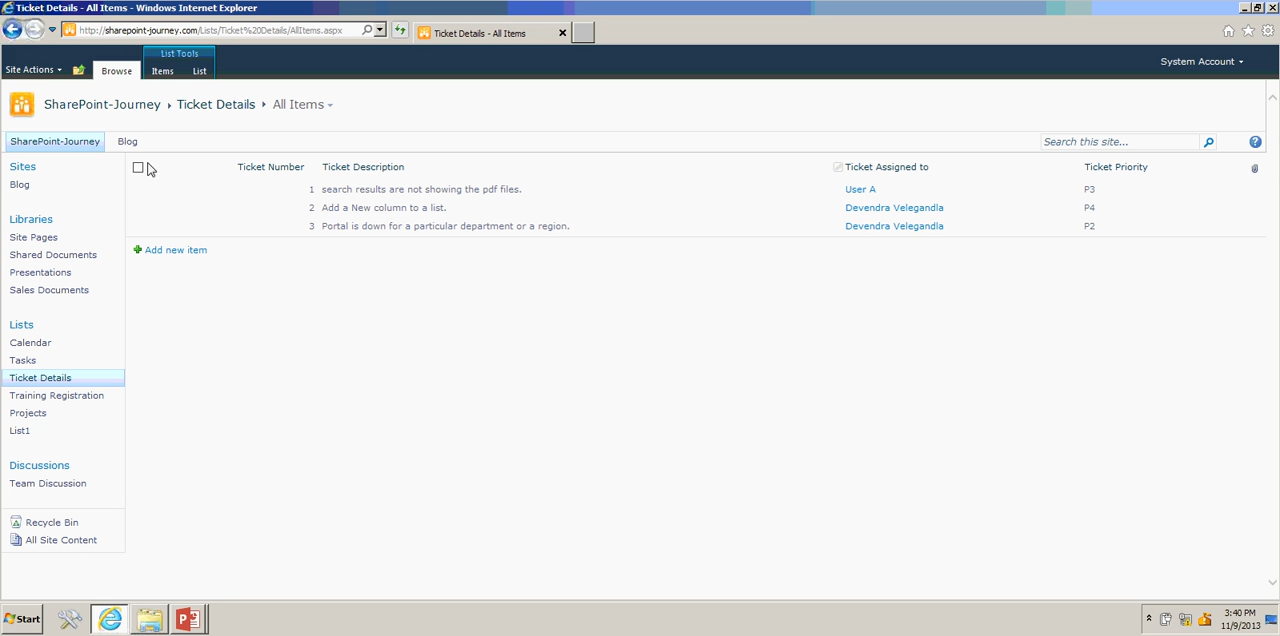 Ticket Details - All Items - Windows Internet Explorer
http://sharepoint-journey.com/Lists/Ticket%20Details/AllItems.aspx
Ticket Details - All Items
List Tools
Site Actions
Browse
Items
List
System Account
SharePoint-Journey
Ticket Details
All Items
SharePoint-Journey
Blog
Search this site...
Sites
Blog
Libraries
Site Pages
Shared Documents
Presentations
Sales Documents
Lists
Calendar
Tasks
Ticket Details
Training Registration
Projects
List1
Discussions
Team Discussion
Recycle Bin
All Site Content
Ticket Number Ticket Description Ticket Assigned to Ticket Priority
1 search results are not showing the pdf files. User A P3
2 Add a New column to a list. Devendra Velegandla P4
3 Portal is down for a particular department or a region. Devendra Velegandla P2
Add new item
Start
3:40 PM
11/9/2013